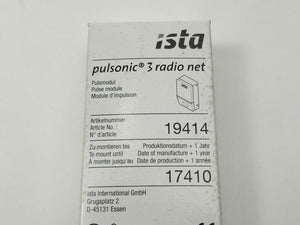 ista
pulsonic® 3 radio net
Pulsmodul
Pulse module
Module d'impulsion
Artikelnummer
Article No.
N° d'article
19414
Zu montieren bis
To mount until
À monter jusqu'au
Produktionsdatum + 1 Jahr
Date of manufacture + 1 year
Date de production + 1 année
17410
ista International GmbH
Grugaplatz 2
D-45131 Essen